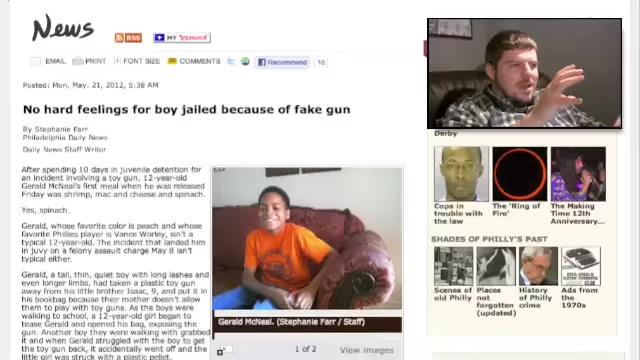 News
RSS
MY YAHOO!
EMAIL
PRINT
FONT SIZE
COMMENTS
Recommend
16
Posted: Mon, May. 21, 2012, 5:38 AM
No hard feelings for boy jailed because of fake gun
By Stephanie Farr
Philadelphia Daily News
Daily News Staff Writer
After spending 10 days in juvenile detention for
an incident involving a toy gun, 12-year-old
Gerald McNeal's first meal when he was released
Friday was shrimp, mac and cheese and spinach.
Yes, spinach.
Gerald, whose favorite color is peach and whose
favorite Phillies player is Vance Worley, isn't a
typical 12-year-old. The incident that landed him
in juvy on a felony assault charge May 8 isn't
typical either.
Gerald, a tall, thin, quiet boy with long lashes and
even longer limbs, had taken a plastic toy gun
away from his little brother Isaac, 9, and put it in
his bookbag because their mother doesn't allow
them to play with toy guns. As the boys were
walking to school, a 12-year-old girl began to
tease Gerald and opened his bag, exposing the
gun. Another boy they were walking with grabbed
it and when Gerald struggled with the boy to get
the toy gun back, it accidentally went off and the
little girl was struck with a plastic pellet.
Gerald McNeal. (Stephanie Farr / Staff)
1 of 2
View images
Derby
Cops in
trouble with
the law
The 'Ring of
Fire'
The Making
Time 12th
Anniversary...
SHADES OF PHILLY'S PAST
Scenes of
old Philly
Places
not
forgotten
(updated)
History of
Philly
crime
Ads from
the
1970s